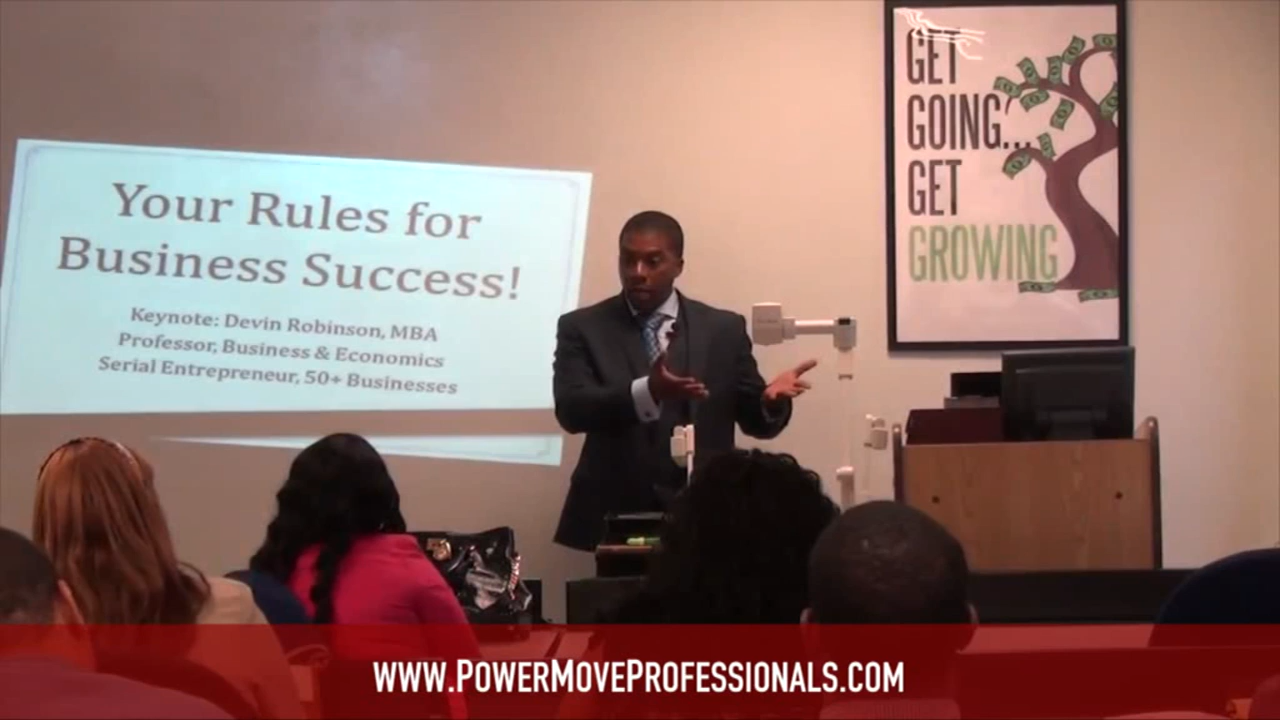 Your Rules for
Business Success!
Keynote: Devin Robinson, MBA
Professor, Business & Economics
Serial Entrepreneur, 50+ Businesses
GET
GOING...
GET
GROWING
WWW.POWERMOVEPROFESSIONALS.COM